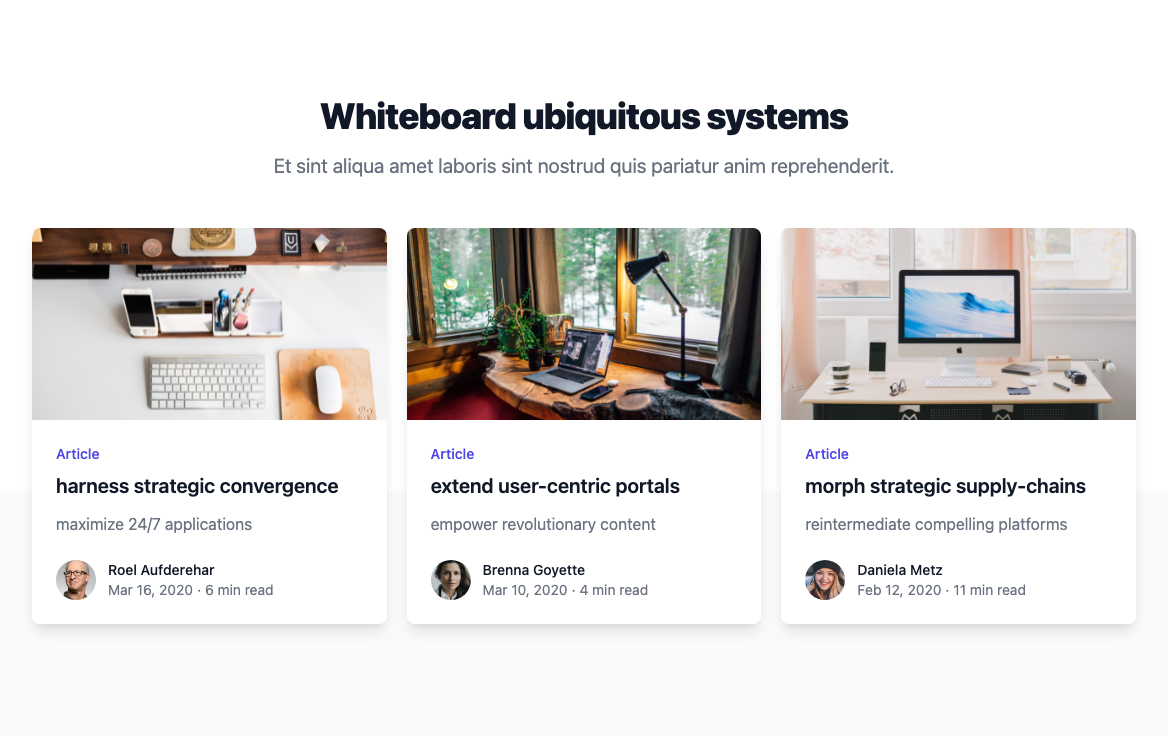 Whiteboard ubiquitous systems
Et sint aliqua amet laboris sint nostrud quis pariatur anim reprehenderit.
Article
harness strategic convergence
maximize 24/7 applications
Roel Aufderehar
Mar 16, 2020 · 6 min read
Article
extend user-centric portals
empower revolutionary content
Brenna Goyette
Mar 10, 2020 · 4 min read
Article
morph strategic supply-chains
reintermediate compelling platforms
Daniela Metz
Feb 12, 2020 · 11 min read